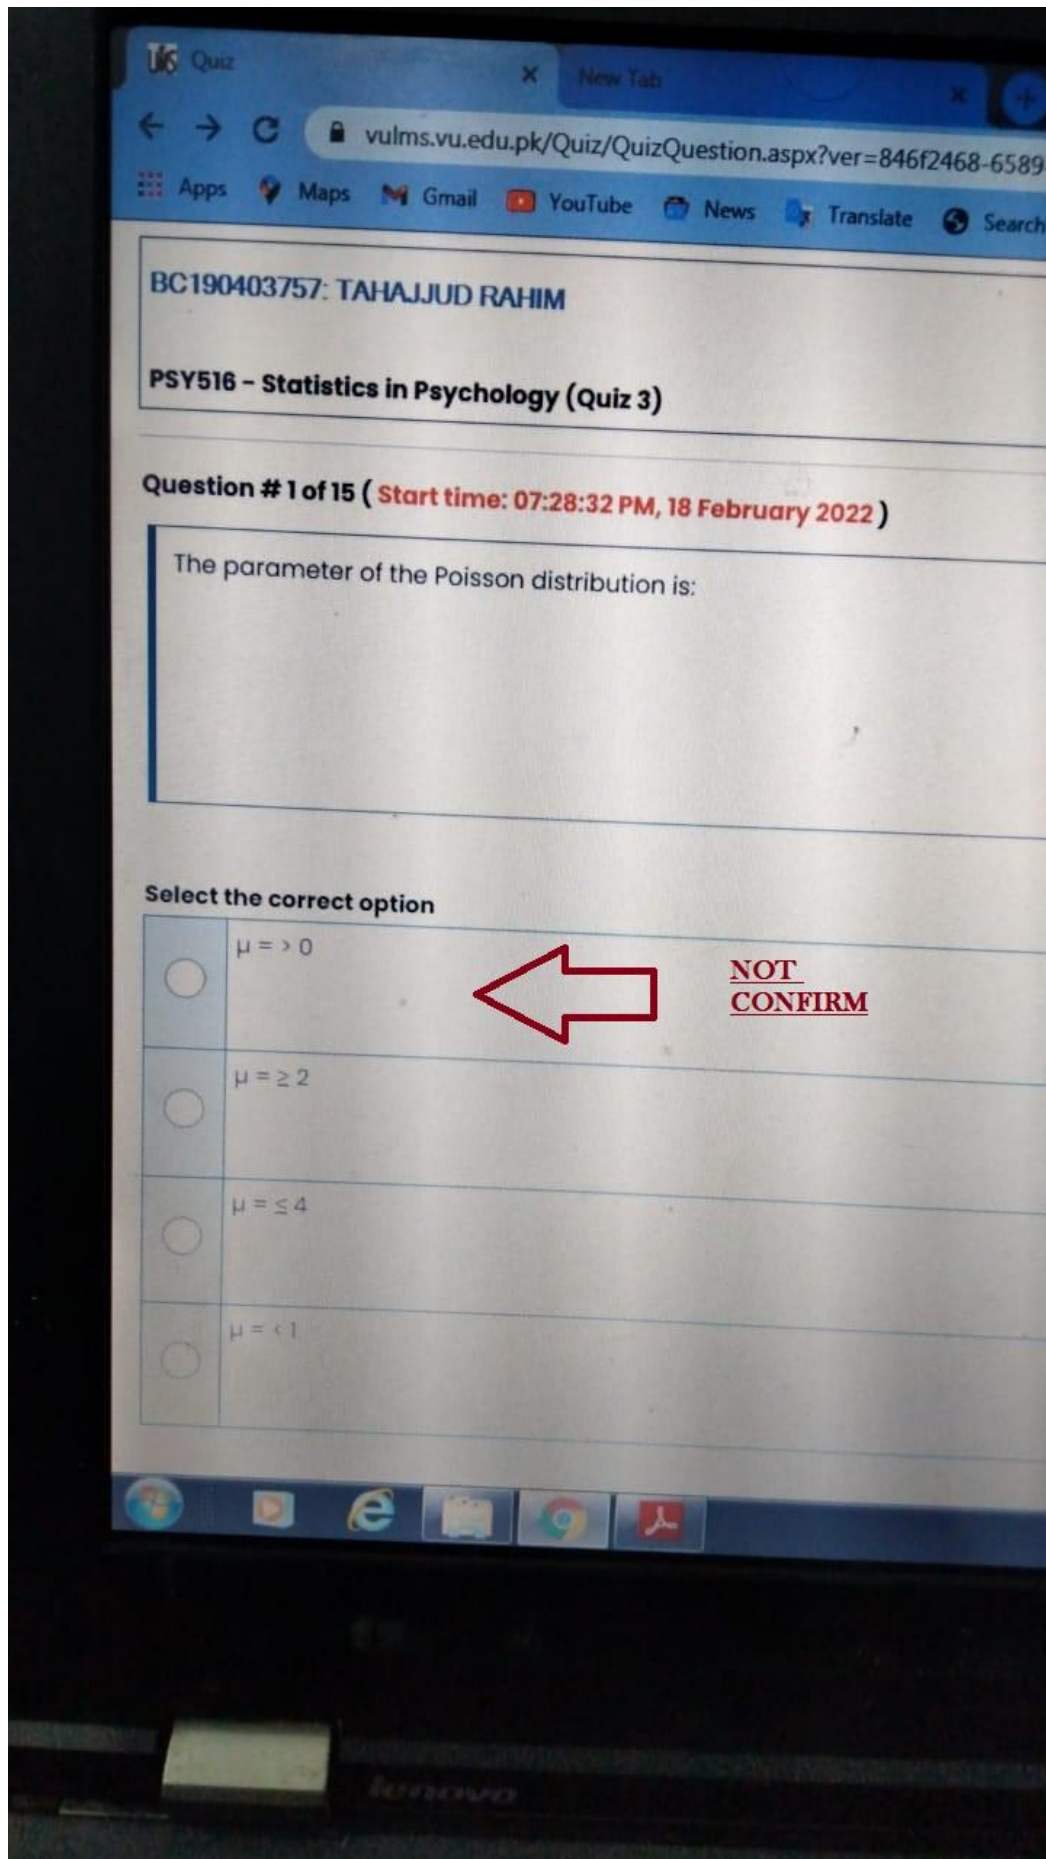 Quiz
New Tab
vulms.vu.edu.pk/Quiz/QuizQuestion.aspx?ver=846f2468-6589
Apps Maps Gmail YouTube News Translate Search
BC190403757: TAHAJJUD RAHIM
PSY516 - Statistics in Psychology (Quiz 3)
Question # 1 of 15 ( Start time: 07:28:32 PM, 18 February 2022 )
The parameter of the Poisson distribution is:
Select the correct option
µ = > 0
NOT
CONFIRM
µ = ≥ 2
µ = ≤ 4
µ = < 1
lenovo